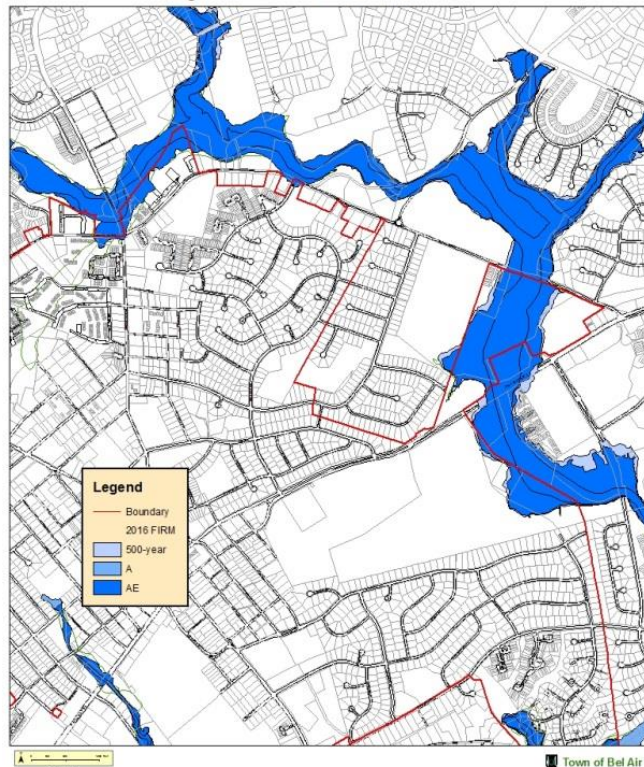 Legend
Boundary
2016 FIRM
500-year
A
AE
Town of Bel Air